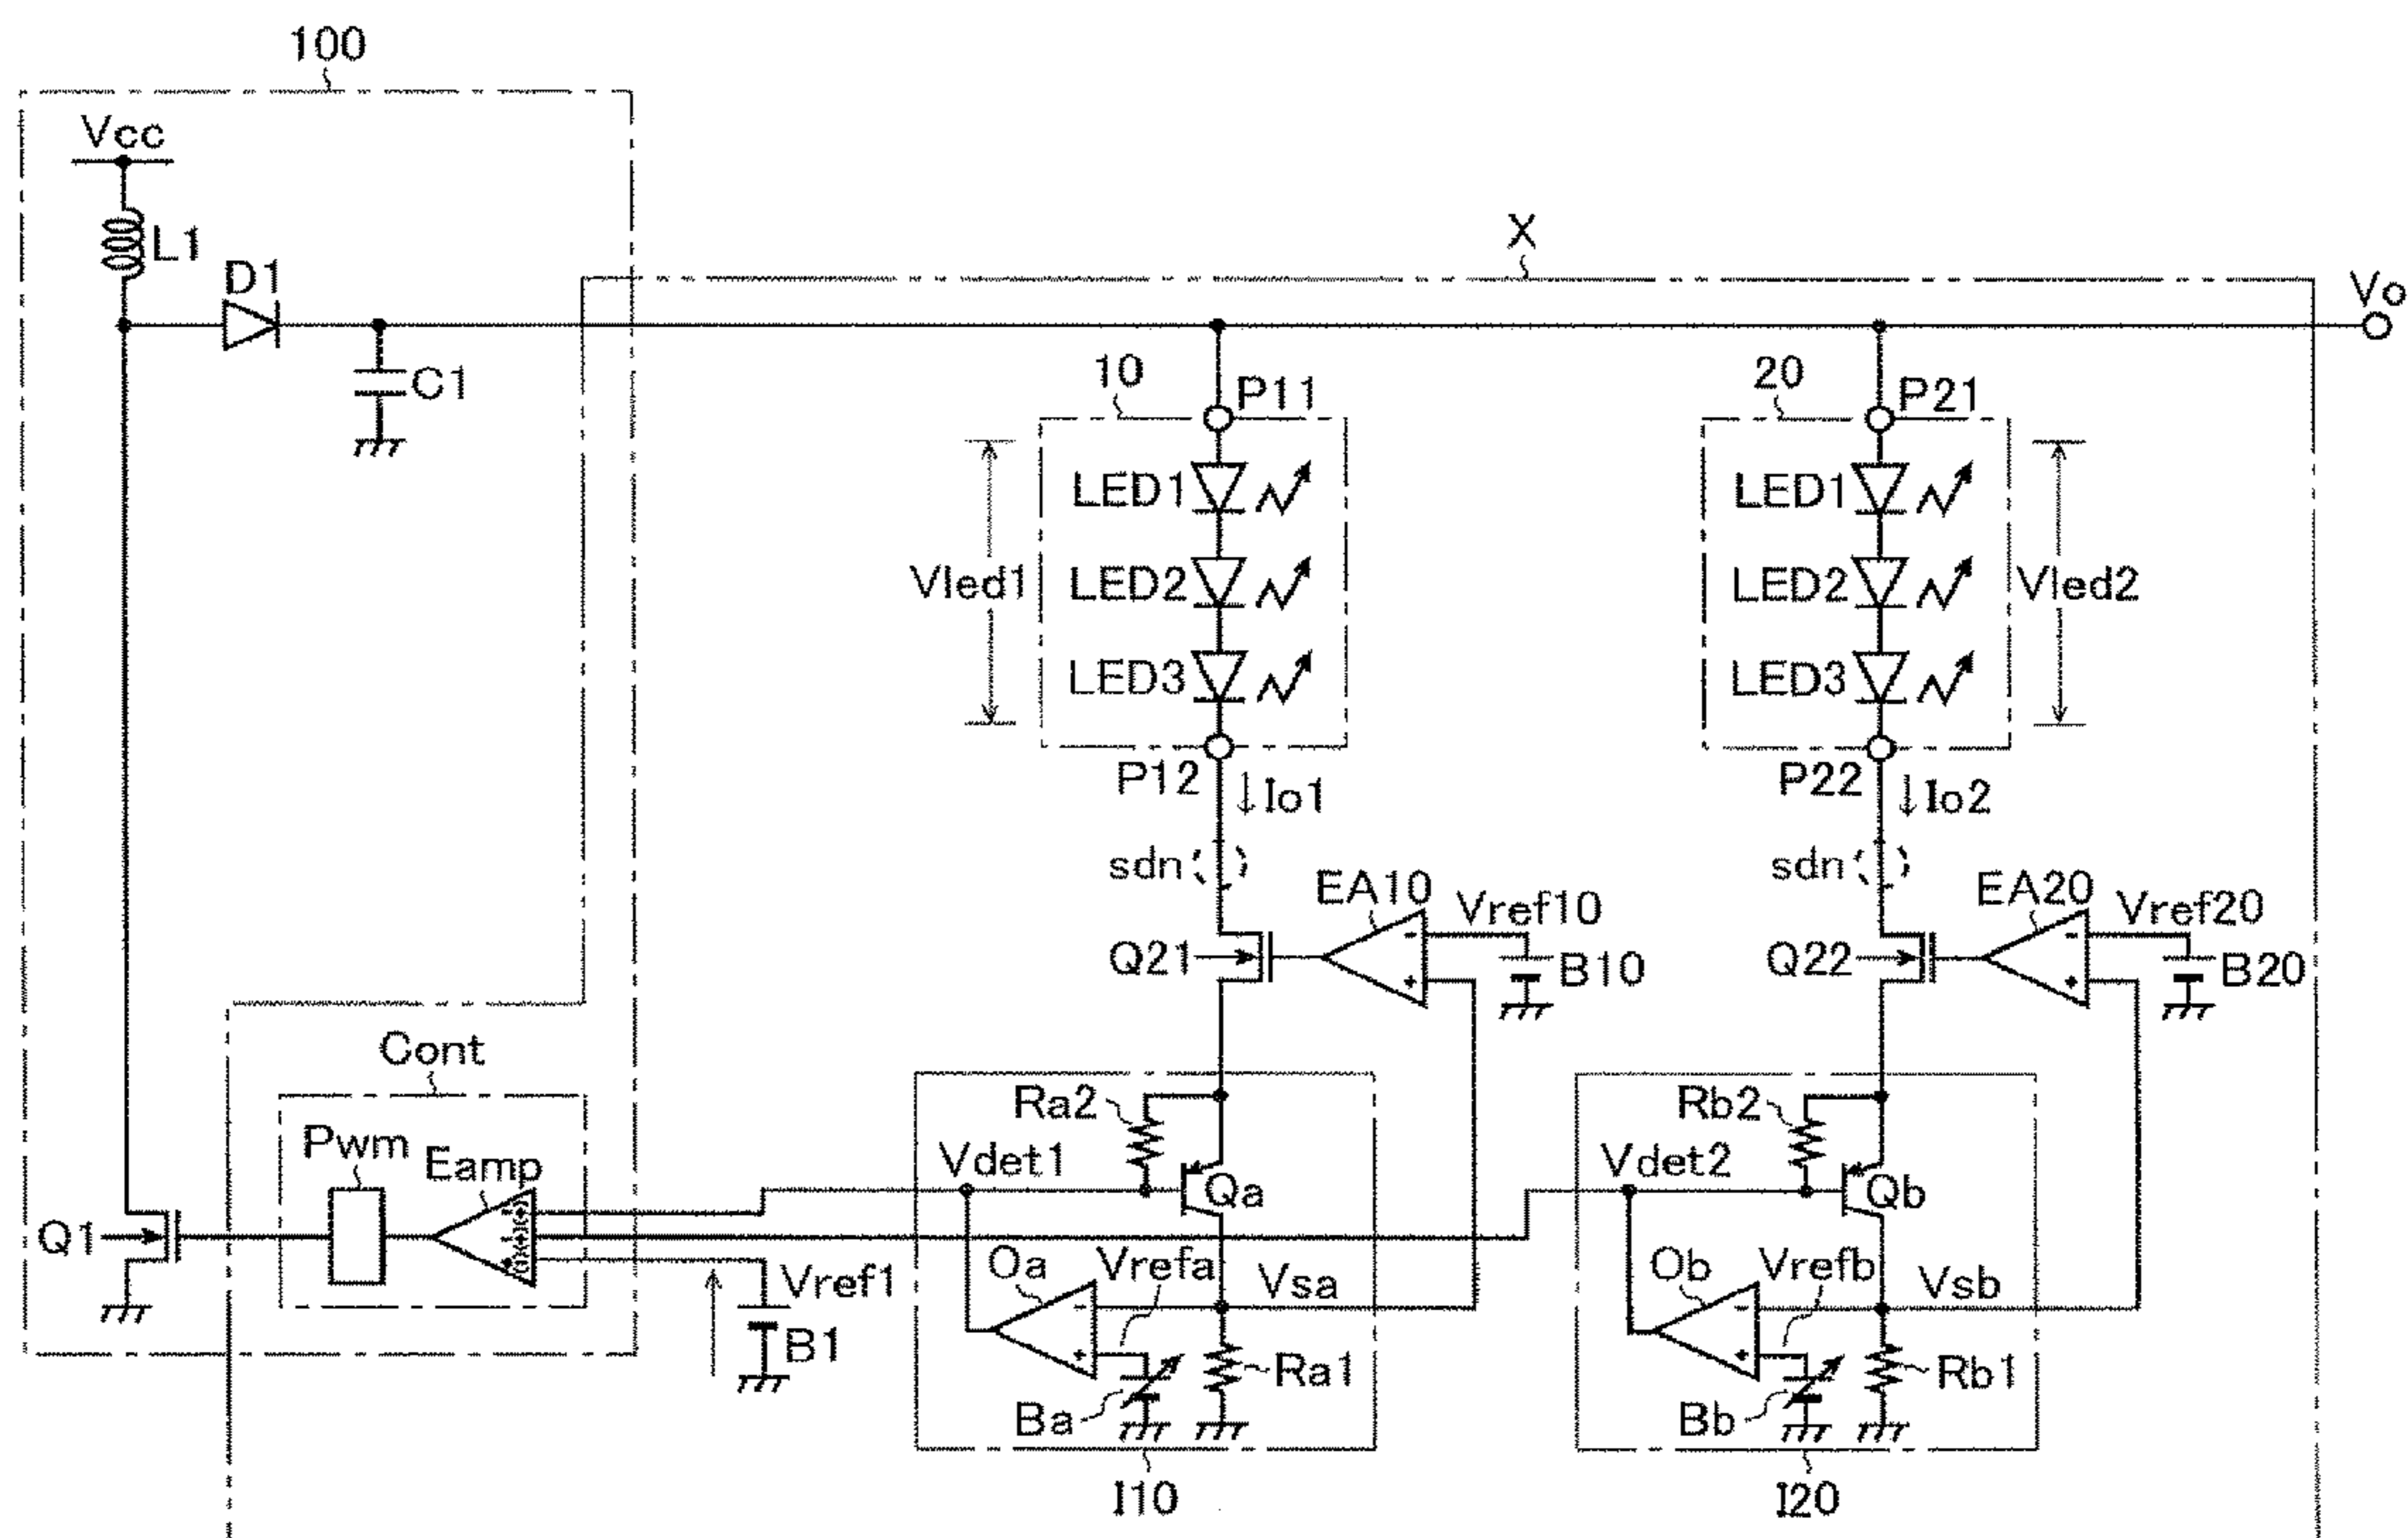 100
Vcc
L1
D1
C1
X
Vo
10
P11
LED1
LED2
LED3
Vled1
P12
Io1
sdn
20
P21
LED1
LED2
LED3
Vled2
P22
Io2
sdn
EA10
Vref10
-
+
Q21
B10
EA20
Vref20
-
+
Q22
B20
Cont
Pwm
Eamp
Q1
Vref1
B1
Ra2
Vdet1
Qa
Oa
Vrefa
Vsa
-
+
Ba
Ra1
I10
Rb2
Vdet2
Qb
Ob
Vrefb
Vsb
-
+
Bb
Rb1
I20